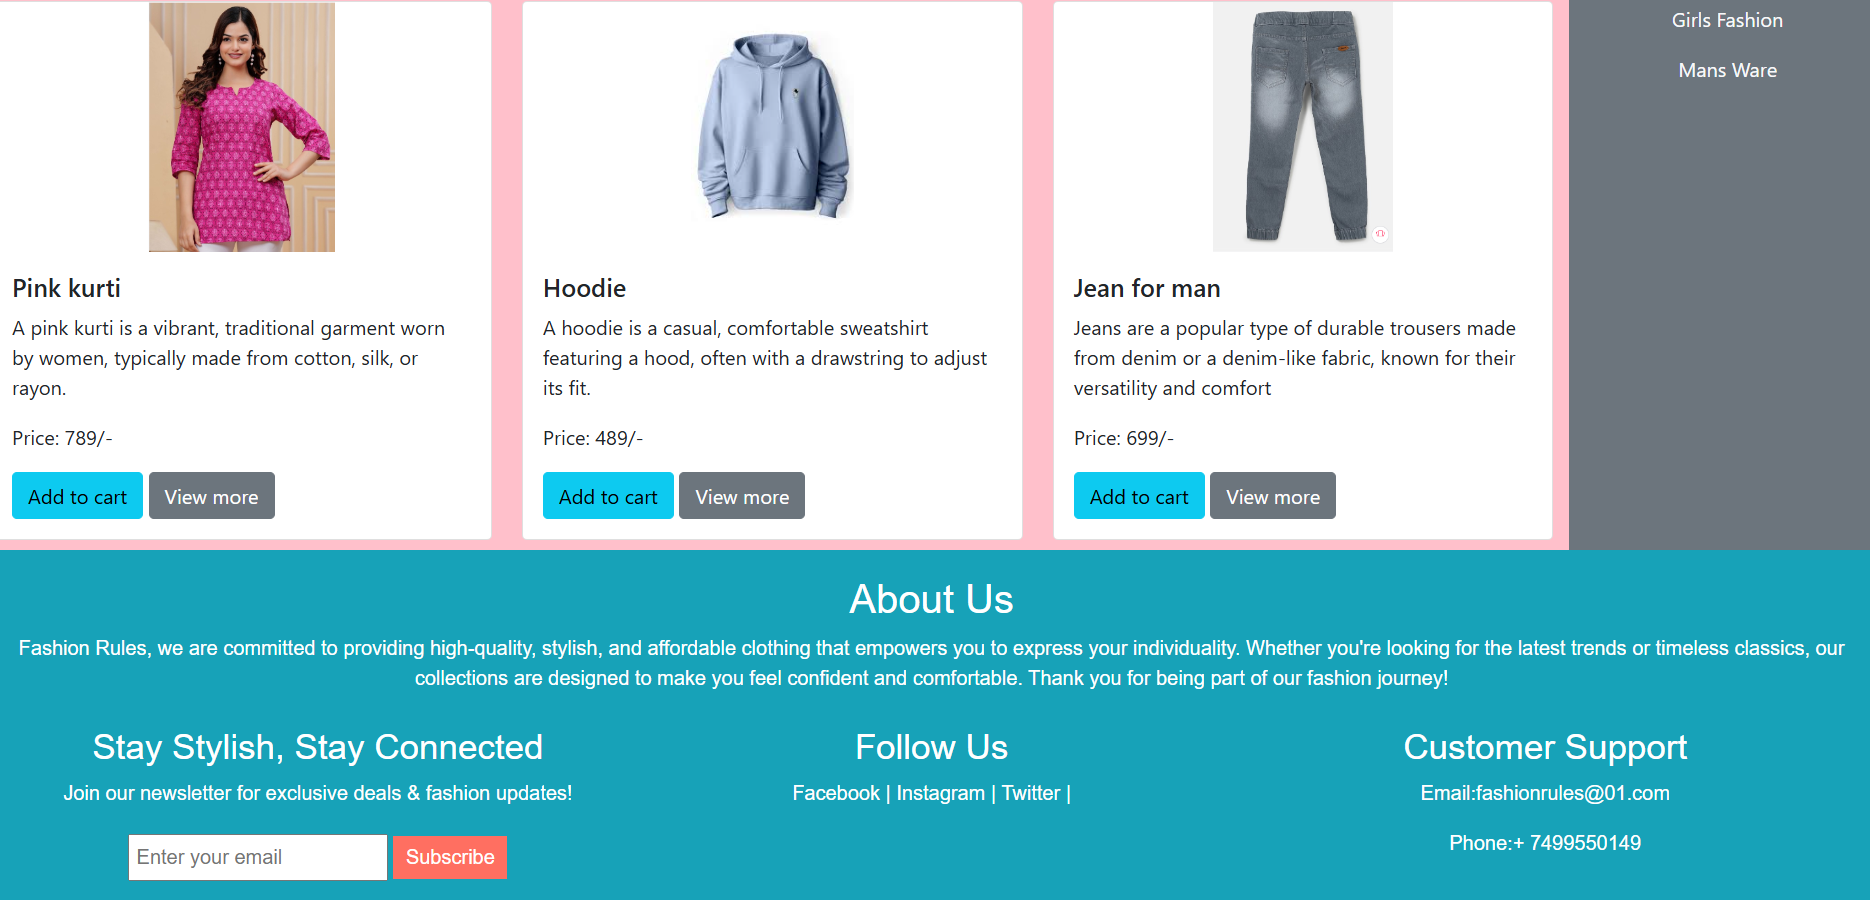 Girls Fashion
Mans Ware
Pink kurti
A pink kurti is a vibrant, traditional garment worn
by women, typically made from cotton, silk, or
rayon.
Price: 789/-
Add to cart
View more
Hoodie
A hoodie is a casual, comfortable sweatshirt
featuring a hood, often with a drawstring to adjust
its fit.
Price: 489/-
Add to cart
View more
Jean for man
Jeans are a popular type of durable trousers made
from denim or a denim-like fabric, known for their
versatility and comfort
Price: 699/-
Add to cart
View more
About Us
Fashion Rules, we are committed to providing high-quality, stylish, and affordable clothing that empowers you to express your individuality. Whether you're looking for the latest trends or timeless classics, our
collections are designed to make you feel confident and comfortable. Thank you for being part of our fashion journey!
Stay Stylish, Stay Connected
Join our newsletter for exclusive deals & fashion updates!
Enter your email
Subscribe
Follow Us
Facebook | Instagram | Twitter |
Customer Support
Email:fashionrules@01.com
Phone:+ 7499550149